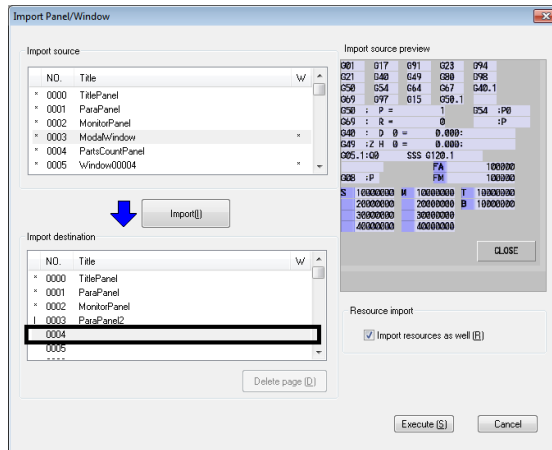 Import Panel/Window
Import source
NO. Title W
* 0000 TitlePanel
* 0001 ParaPanel
* 0002 MonitorPanel
* 0003 ModalWindow *
* 0004 PartsCountPanel
* 0005 Window00004 *
Import(I)
Import destination
NO. Title W
* 0000 TitlePanel
* 0001 ParaPanel
* 0002 MonitorPanel
I 0003 ParaPanel2
0004
0005
Delete page (D)
Import source preview
G01 G17 G91 G23 G94
G21 G40 G49 G80 G98
G50 G54 G64 G67 G40.1
G69 G97 G15 G50.1
G50 : P = 1 G54 :P0
G69 : R = 0 :P
G40 : D 0 = 0.000:
G49 :Z H 0 = 0.000:
G05.1:Q0 SSS G120.1
FA 100000
G08 :P FM 100000
S 10000000 M 10000000 T 10000000
20000000 20000000 B 10000000
30000000 30000000
40000000 40000000
CLOSE
Resource import
Import resources as well (R)
Execute (S)
Cancel